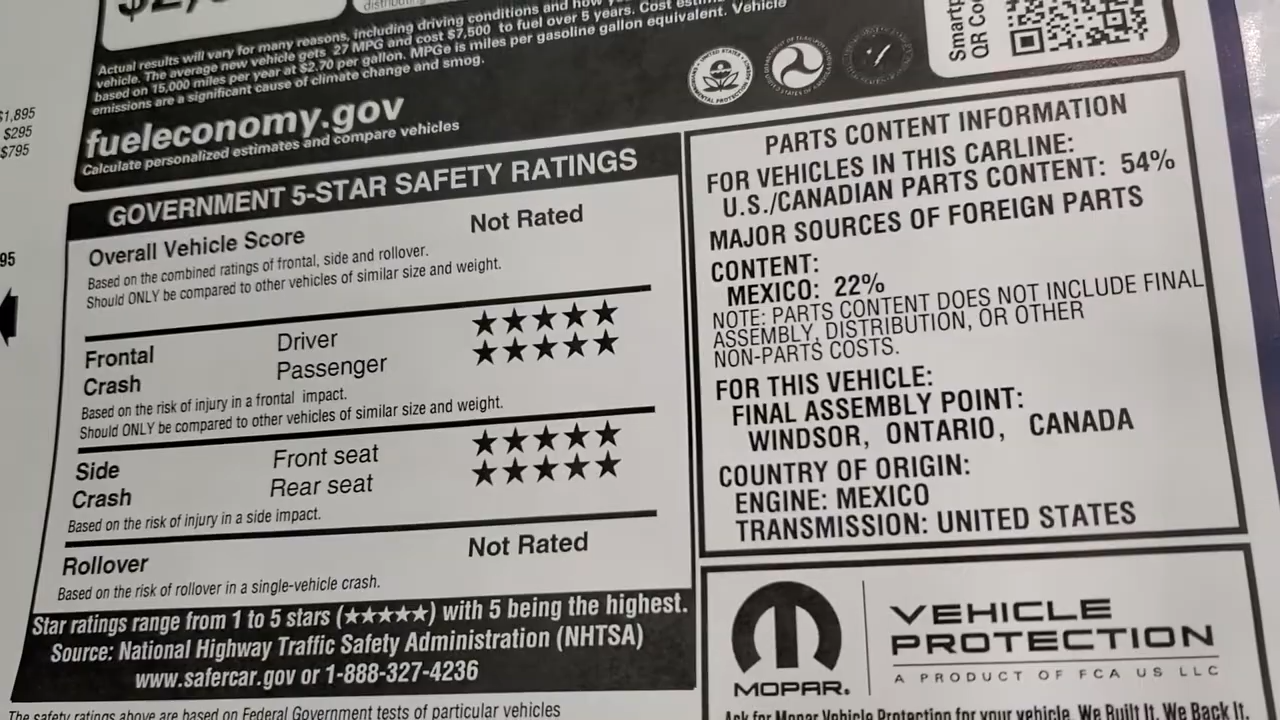 Actual results will vary for many reasons, including driving conditions and how
vehicle. The average new vehicle gets 27 MPG and cost $7,500 to fuel over 5 years. Cost
based on 15,000 miles per year at $2.70 per gallon. MPGe is miles per gasoline gallon equivalent. Vehicle
emissions are a significant cause of climate change and smog.
fueleconomy.gov
Calculate personalized estimates and compare vehicles
Smartp
QR Co
$1,895
$295
$795
95
GOVERNMENT 5-STAR SAFETY RATINGS
Overall Vehicle Score Not Rated
Based on the combined ratings of frontal, side and rollover.
Should ONLY be compared to other vehicles of similar size and weight.
Frontal Driver ★★★★★
Crash Passenger ★★★★★
Based on the risk of injury in a frontal impact.
Should ONLY be compared to other vehicles of similar size and weight.
Side Front seat ★★★★★
Crash Rear seat ★★★★★
Based on the risk of injury in a side impact.
Rollover Not Rated
Based on the risk of rollover in a single-vehicle crash.
Star ratings range from 1 to 5 stars (★★★★★) with 5 being the highest.
Source: National Highway Traffic Safety Administration (NHTSA)
www.safercar.gov or 1-888-327-4236
The safety ratings above are based on Federal Government tests of particular vehicles
PARTS CONTENT INFORMATION
FOR VEHICLES IN THIS CARLINE:
U.S./CANADIAN PARTS CONTENT: 54%
MAJOR SOURCES OF FOREIGN PARTS
CONTENT:
MEXICO: 22%
NOTE: PARTS CONTENT DOES NOT INCLUDE FINAL
ASSEMBLY, DISTRIBUTION, OR OTHER
NON-PARTS COSTS.
FOR THIS VEHICLE:
FINAL ASSEMBLY POINT:
WINDSOR, ONTARIO, CANADA
COUNTRY OF ORIGIN:
ENGINE: MEXICO
TRANSMISSION: UNITED STATES
MOPAR®
VEHICLE
PROTECTION
A PRODUCT OF FCA US LLC
Ask for Mopar Vehicle Protection for your vehicle. We Built It. We Back It.